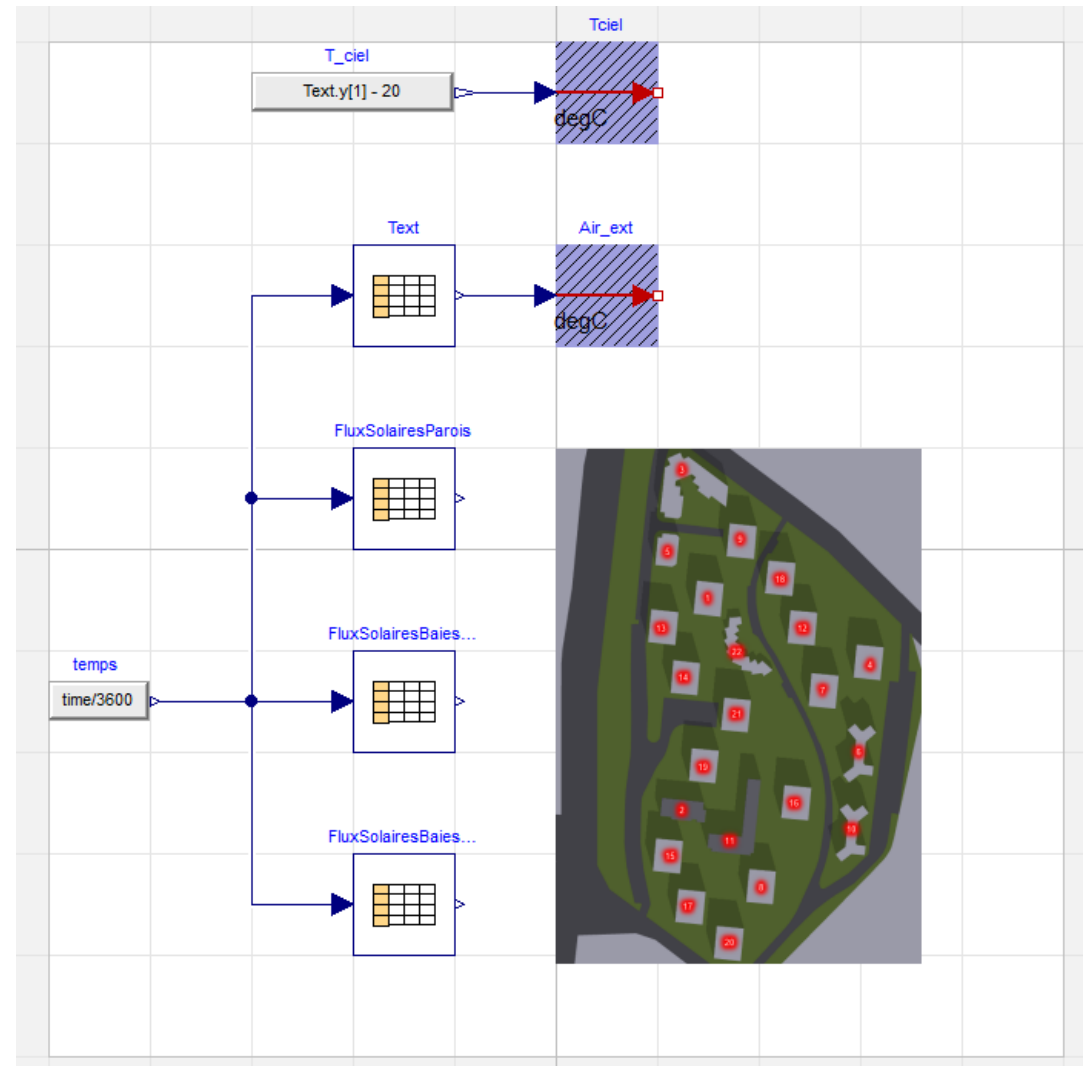 Tciel
T_ciel
Text.y[1] - 20
degC
Text
Air_ext
degC
FluxSolairesParois
FluxSolairesBaies...
temps
time/3600
FluxSolairesBaies...
3
9
5
18
1
13
12
22
4
14
7
21
6
19
16
2
10
11
15
8
17
20